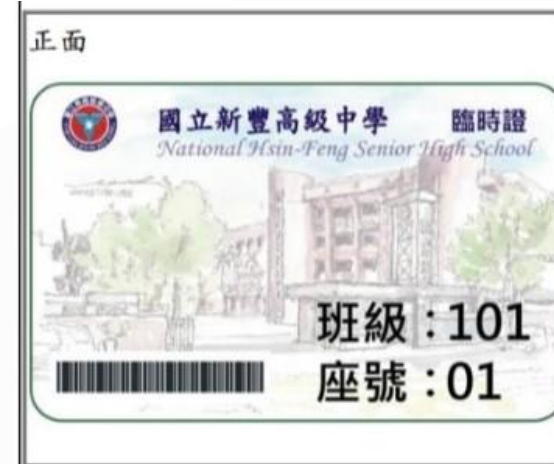 正面
國立新豐高級中學 臨時證
National Hsin-Feng Senior High School
班級：101
座號：01